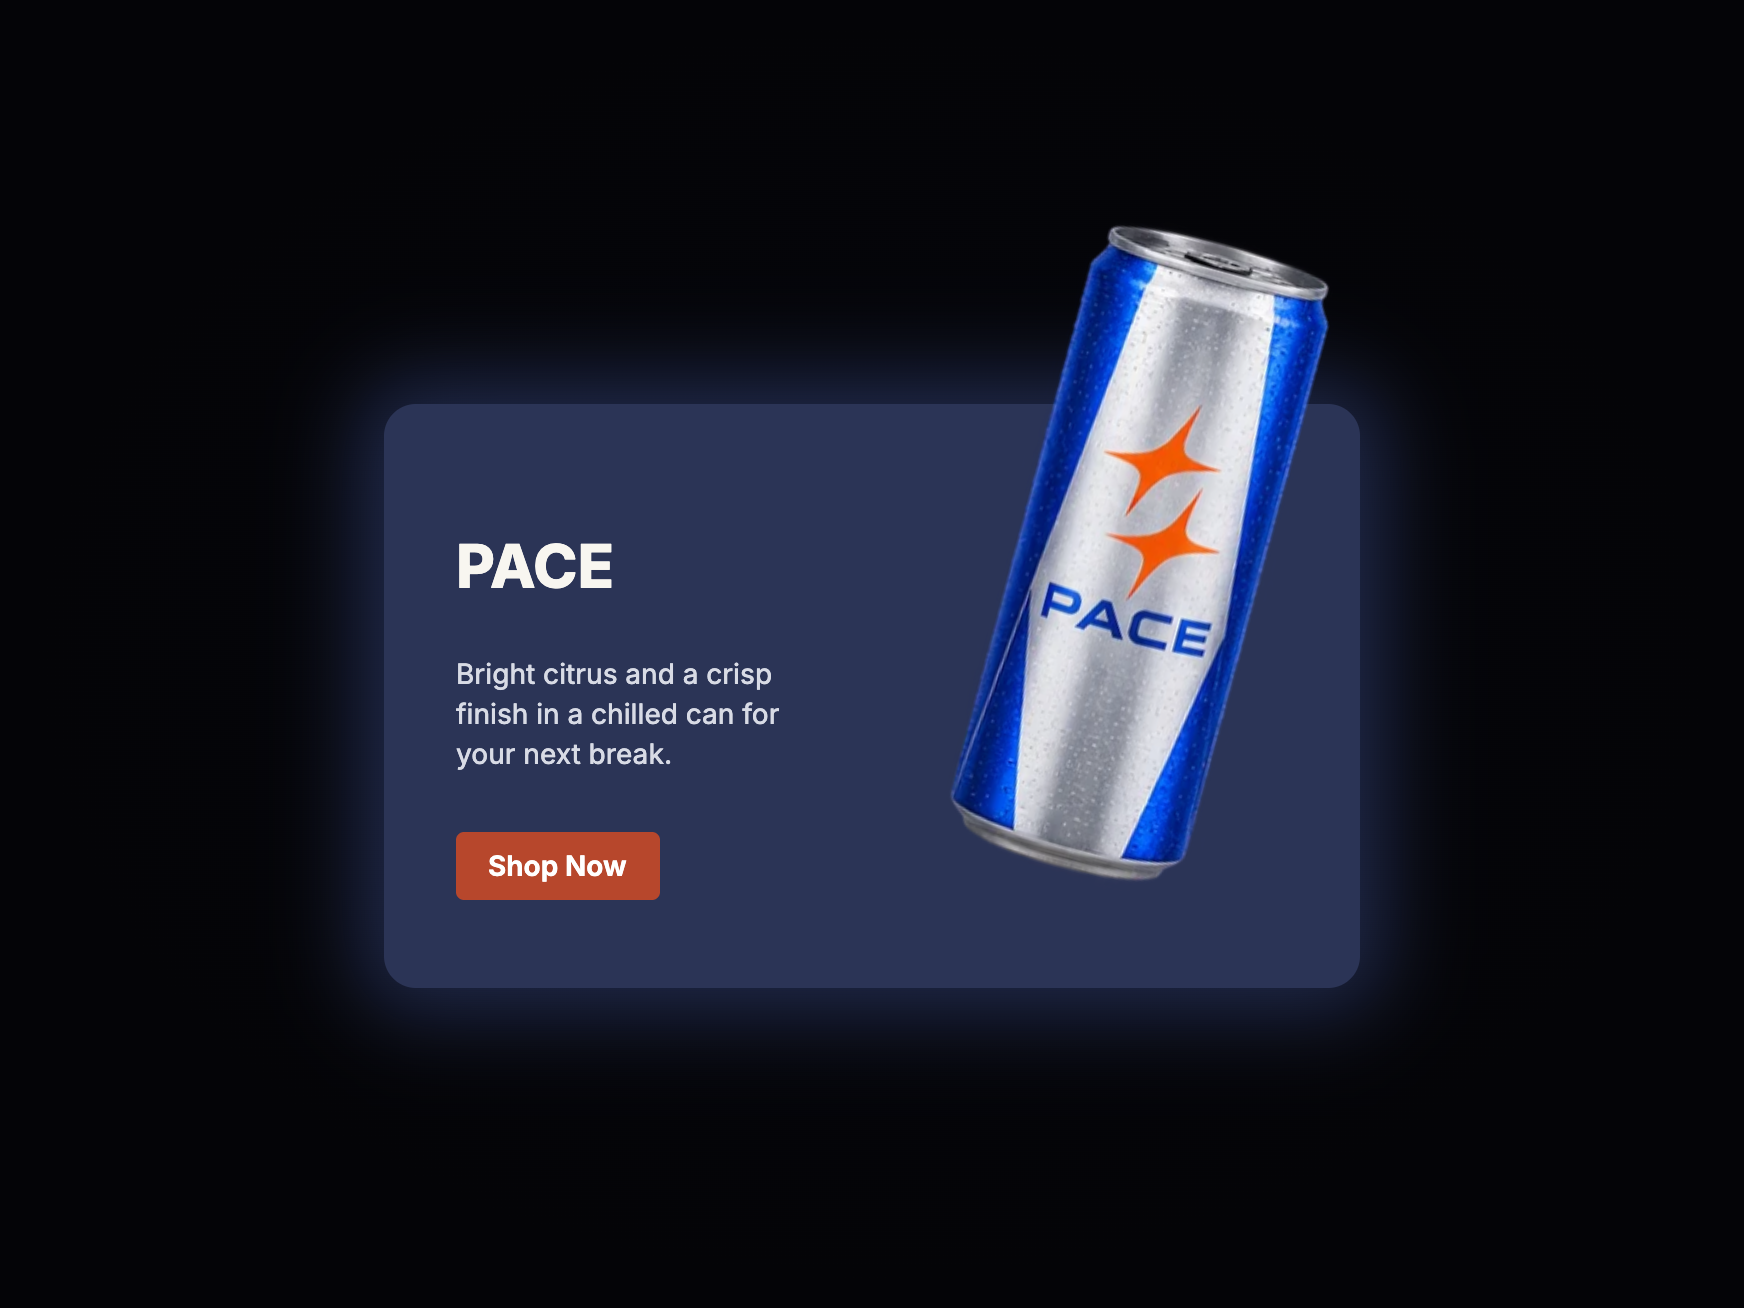 PACE
Bright citrus and a crisp
finish in a chilled can for
your next break.
Shop Now
PACE